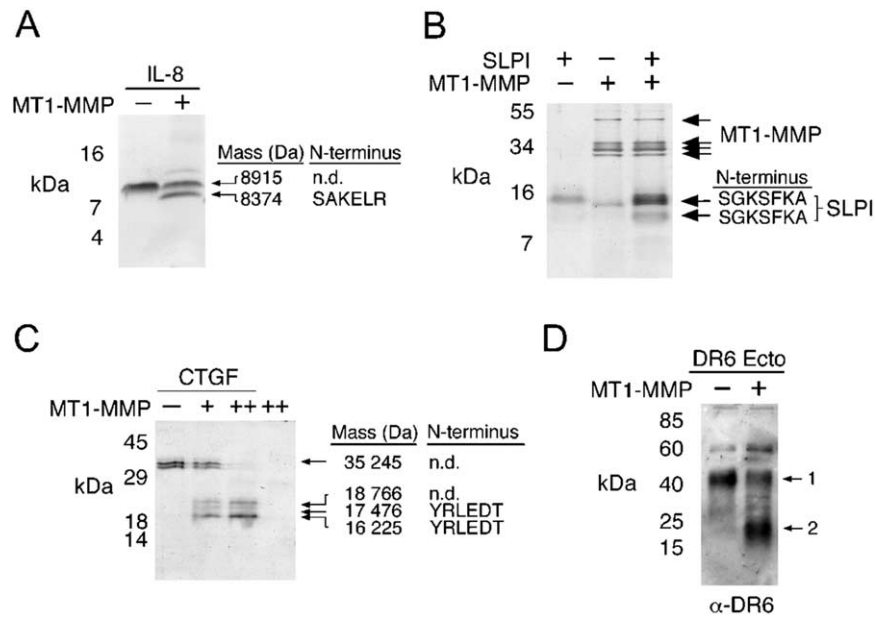 A
IL-8
MT1-MMP − +
16
kDa
7
4
Mass (Da) N-terminus
8915 n.d.
8374 SAKELR
B
SLPI + − +
MT1-MMP − + +
55
34
kDa
16
7
MT1-MMP
N-terminus
SGKSFKA
SGKSFKA
SLPI
C
CTGF
MT1-MMP − + ++ ++
45
29
kDa
18
14
Mass (Da) N-terminus
35 245 n.d.
18 766 n.d.
17 476 YRLEDT
16 225 YRLEDT
D
DR6 Ecto
MT1-MMP − +
85
60
kDa
40
25
15
1
2
α-DR6